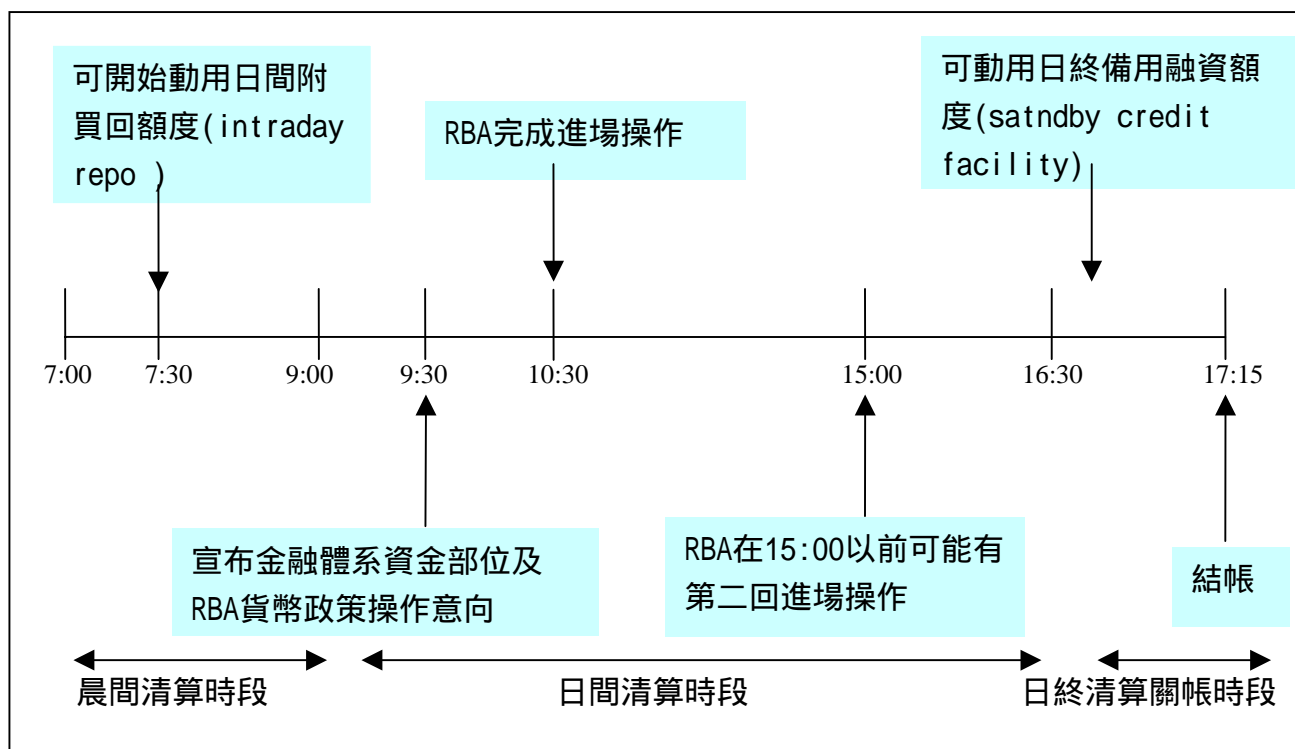 可開始動用日間附
買回額度(intraday
repo )
RBA完成進場操作
可動用日終備用融資額
度(satndby credit
facility)
7:00
7:30
9:00
9:30
10:30
15:00
16:30
17:15
宣布金融體系資金部位及
RBA貨幣政策操作意向
RBA在15:00以前可能有
第二回進場操作
結帳
晨間清算時段
日間清算時段
日終清算關帳時段